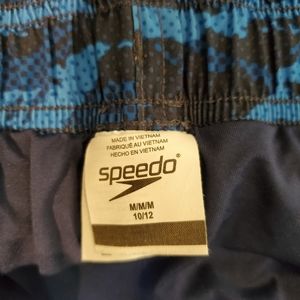 MADE IN VIETNAM
FABRIQUÉ AU VIETNAM
HECHO EN VIETNAM
speedo®
M/M/M
10/12